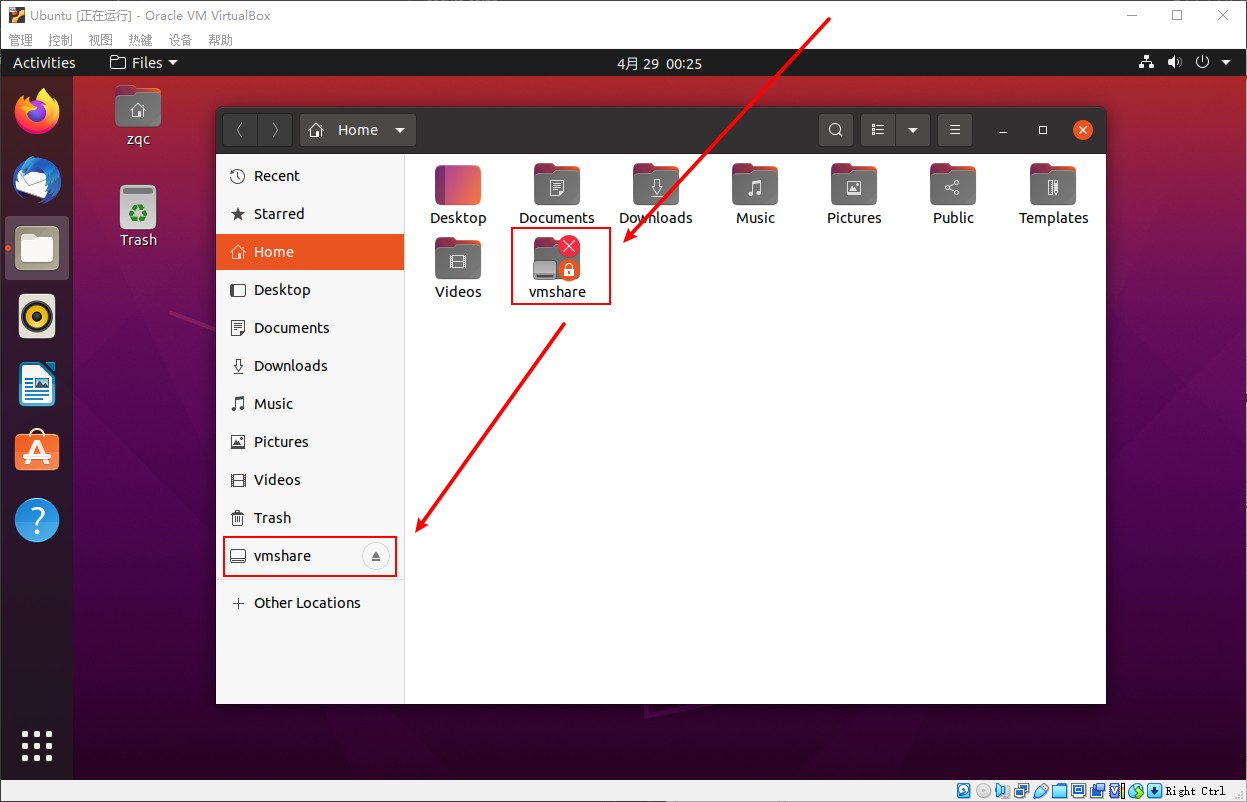 Ubuntu [正在运行] - Oracle VM VirtualBox
管理 控制 视图 热键 设备 帮助
Activities Files 4月 29 00:25
zqc
Trash
Home
Recent
Starred
Home
Desktop
Documents
Downloads
Music
Pictures
Videos
Trash
vmshare
Other Locations
Desktop Documents Downloads Music Pictures Public Templates
Videos vmshare
Right Ctrl